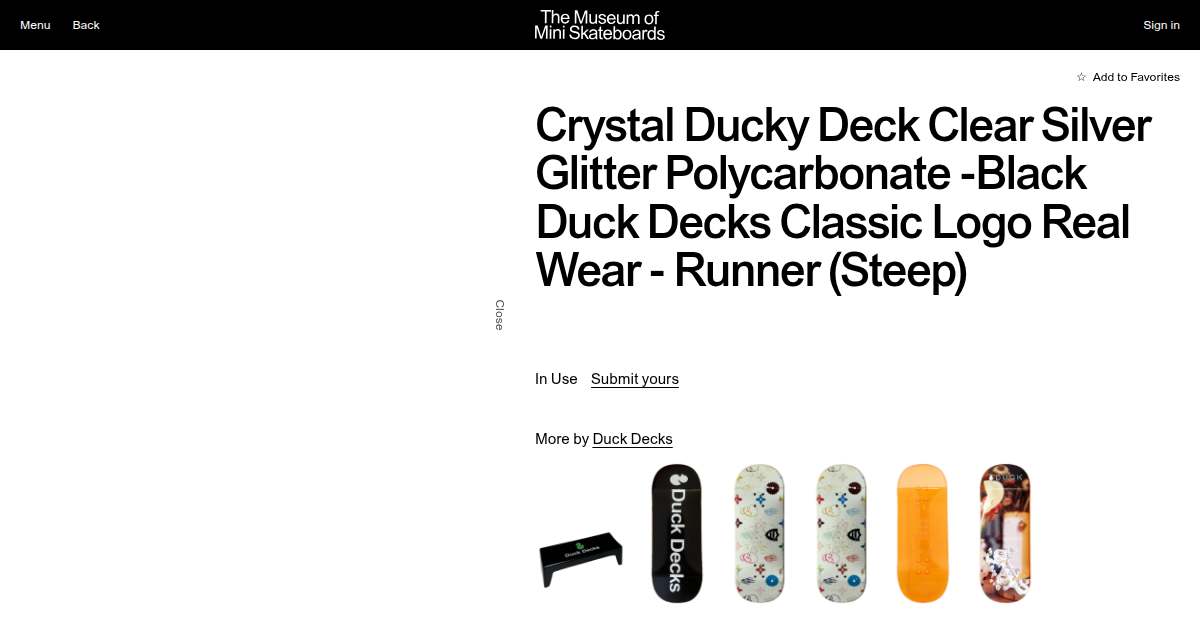 Menu
Back
The Museum of
Mini Skateboards
Sign in
☆ Add to Favorites
Crystal Ducky Deck Clear Silver
Glitter Polycarbonate -Black
Duck Decks Classic Logo Real
Wear - Runner (Steep)
Close
In Use
Submit yours
More by Duck Decks
Duck Decks
Duck Decks
DUCK